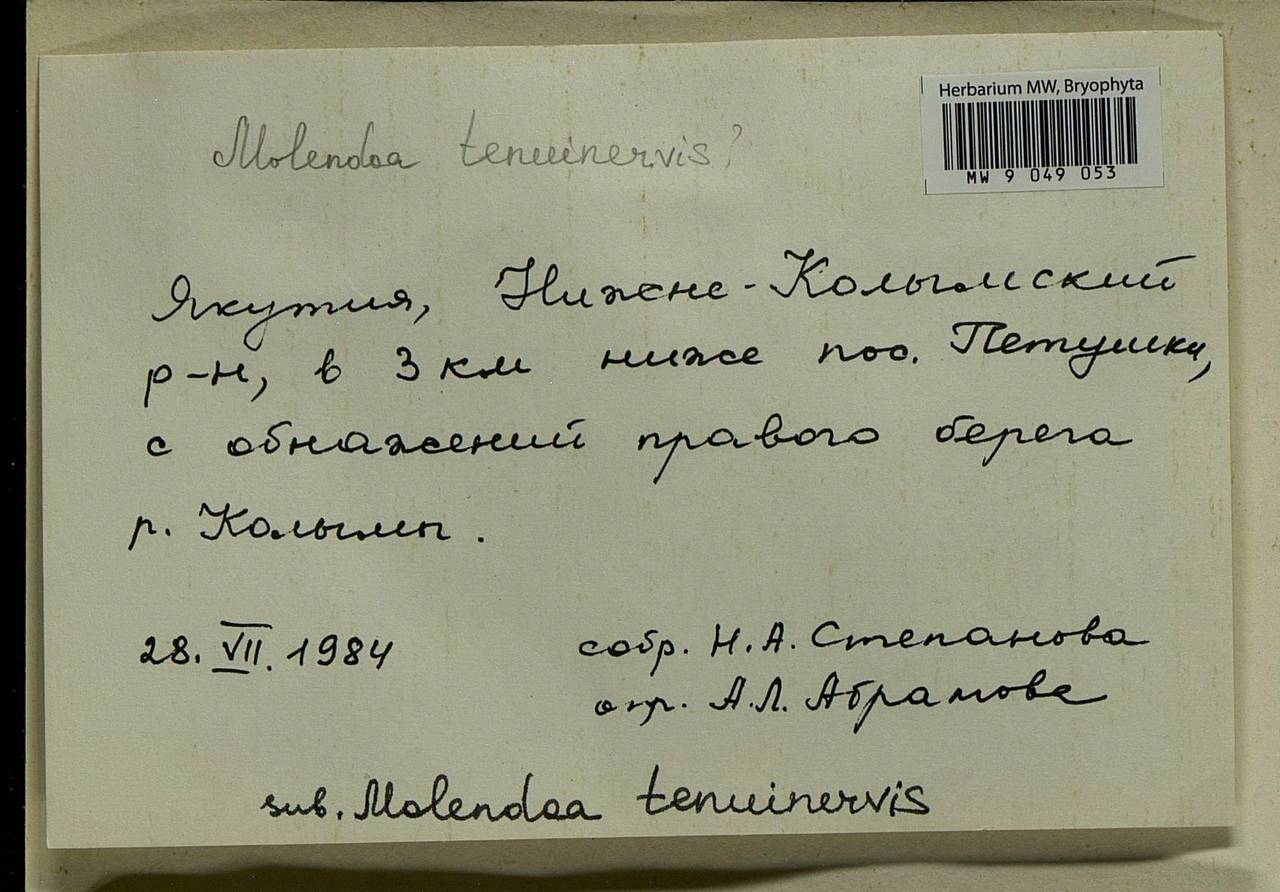 Herbarium MW, Bryophyta
MW 9 049 053
Molendoa tenuinervis?
Якутия, Нижне-Колымский
р-н, в 3 км ниже пос. Петушки,
с обнажений правого берега
р. Колымы.
28. VII. 1984
собр. Н.А. Степанова
опр. А.Л. Абрамова
sub. Molendoa tenuinervis